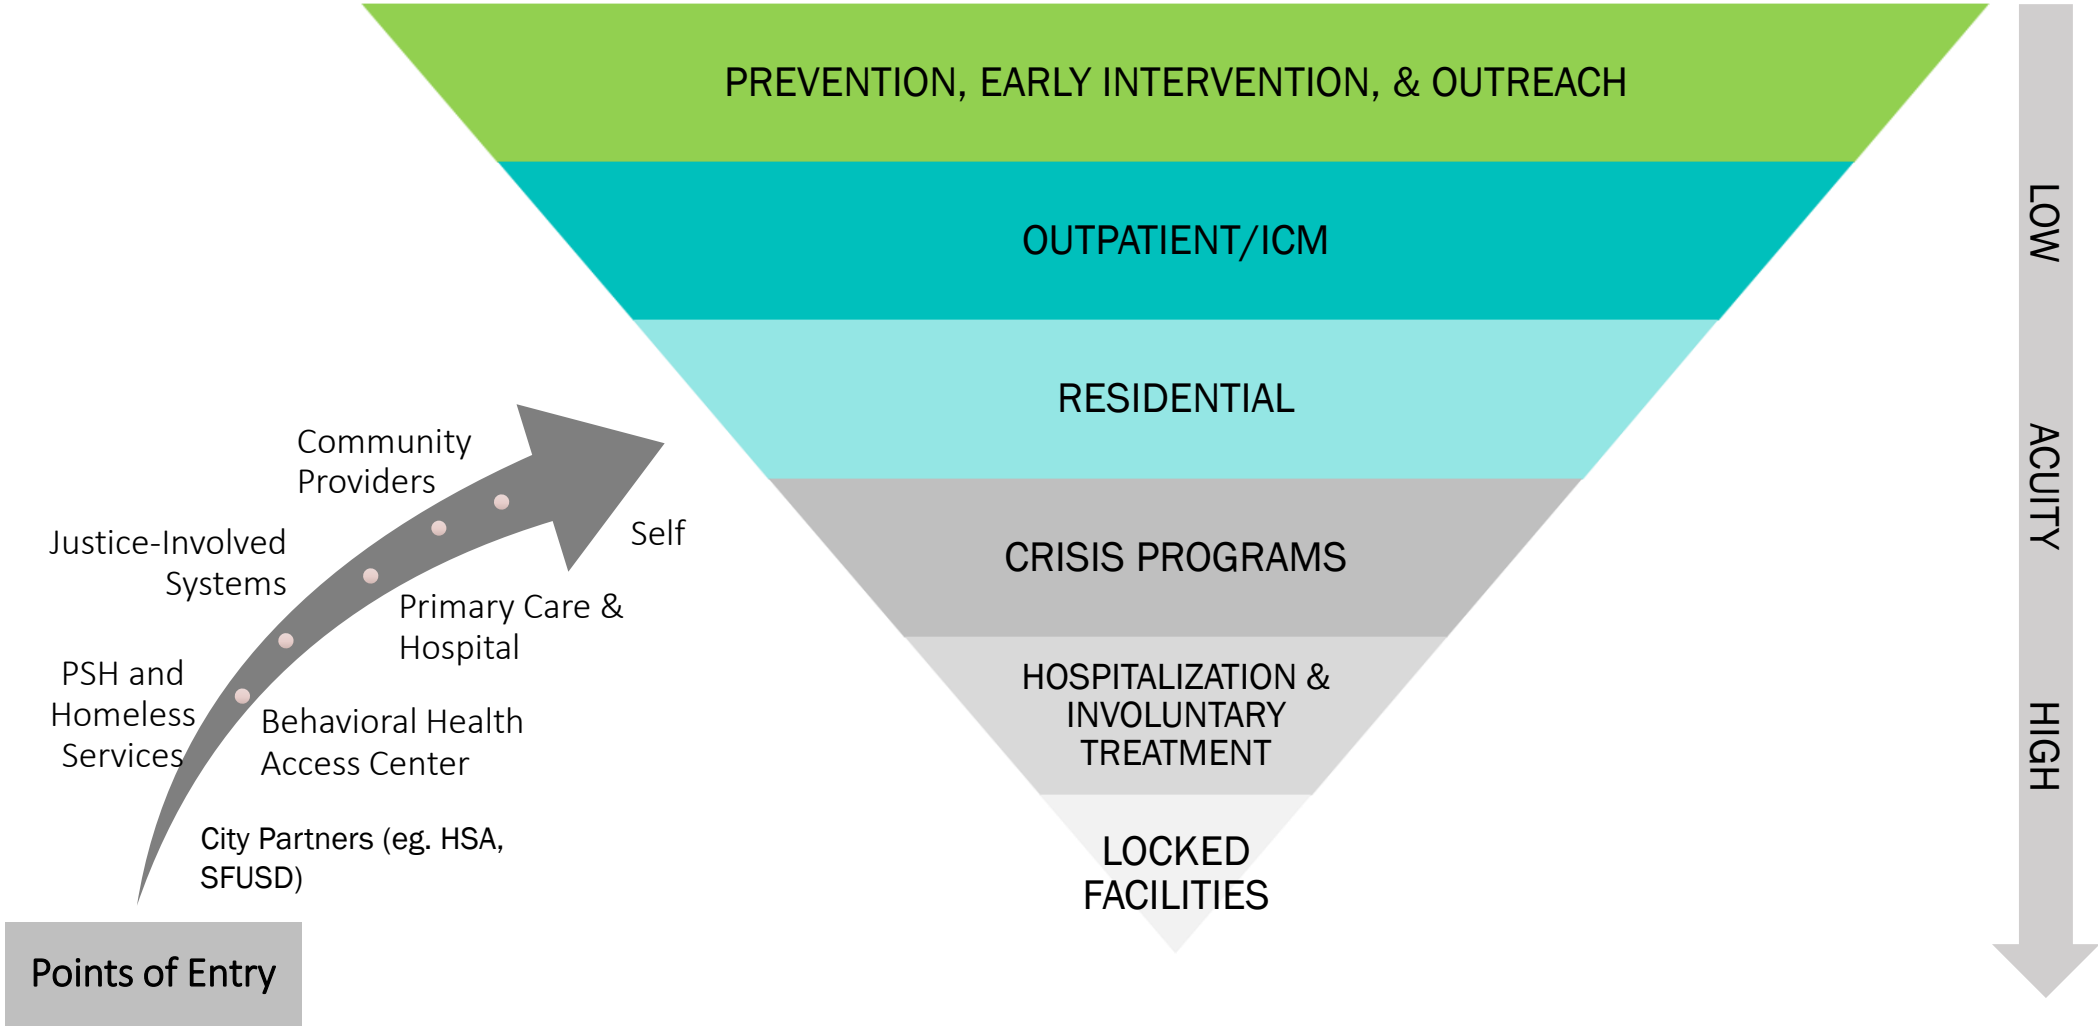 PREVENTION, EARLY INTERVENTION, & OUTREACH
OUTPATIENT/ICM
RESIDENTIAL
CRISIS PROGRAMS
HOSPITALIZATION &
INVOLUNTARY
TREATMENT
LOCKED
FACILITIES
LOW
ACUITY
HIGH
Community
Providers
Self
Justice-Involved
Systems
Primary Care &
Hospital
PSH and
Homeless
Services
Behavioral Health
Access Center
City Partners (eg. HSA,
SFUSD)
Points of Entry